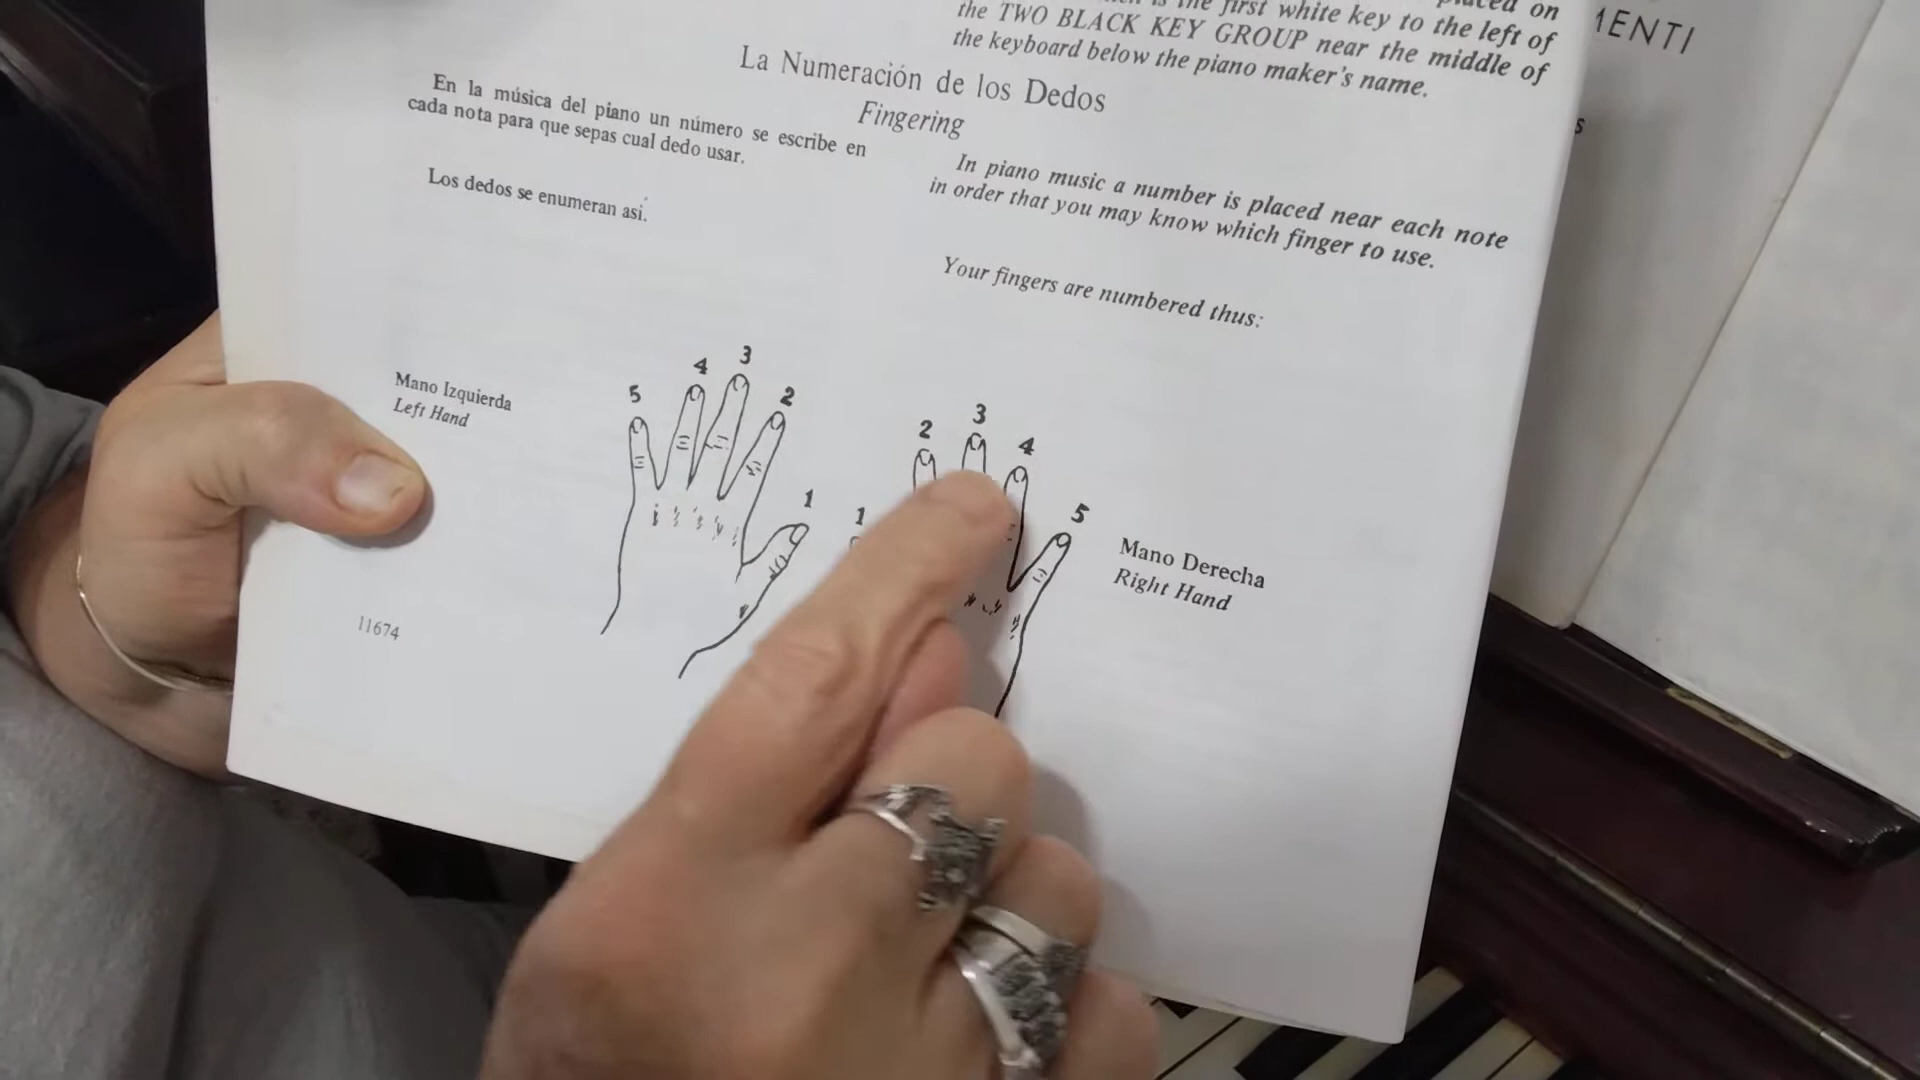 the first white key to the left of
the TWO BLACK KEY GROUP near the middle of
the keyboard below the piano maker's name.
La Numeración de los Dedos
Fingering
En la música del piano un número se escribe en
cada nota para que sepas cual dedo usar.
Los dedos se enumeran así.
In piano music a number is placed near each note
in order that you may know which finger to use.
Your fingers are numbered thus:
Mano Izquierda
Left Hand
5 4 3 2 1
1 2 3 4 5
Mano Derecha
Right Hand
11674